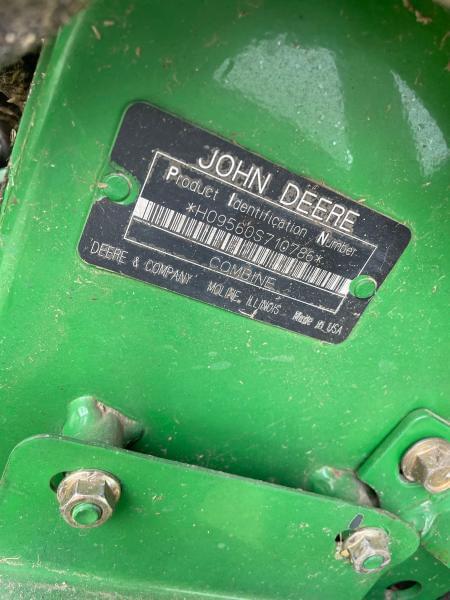 JOHN DEERE
Product Identification Number
*H09560S710786*
COMBINE
DEERE & COMPANY MOLINE, ILLINOIS Made in USA